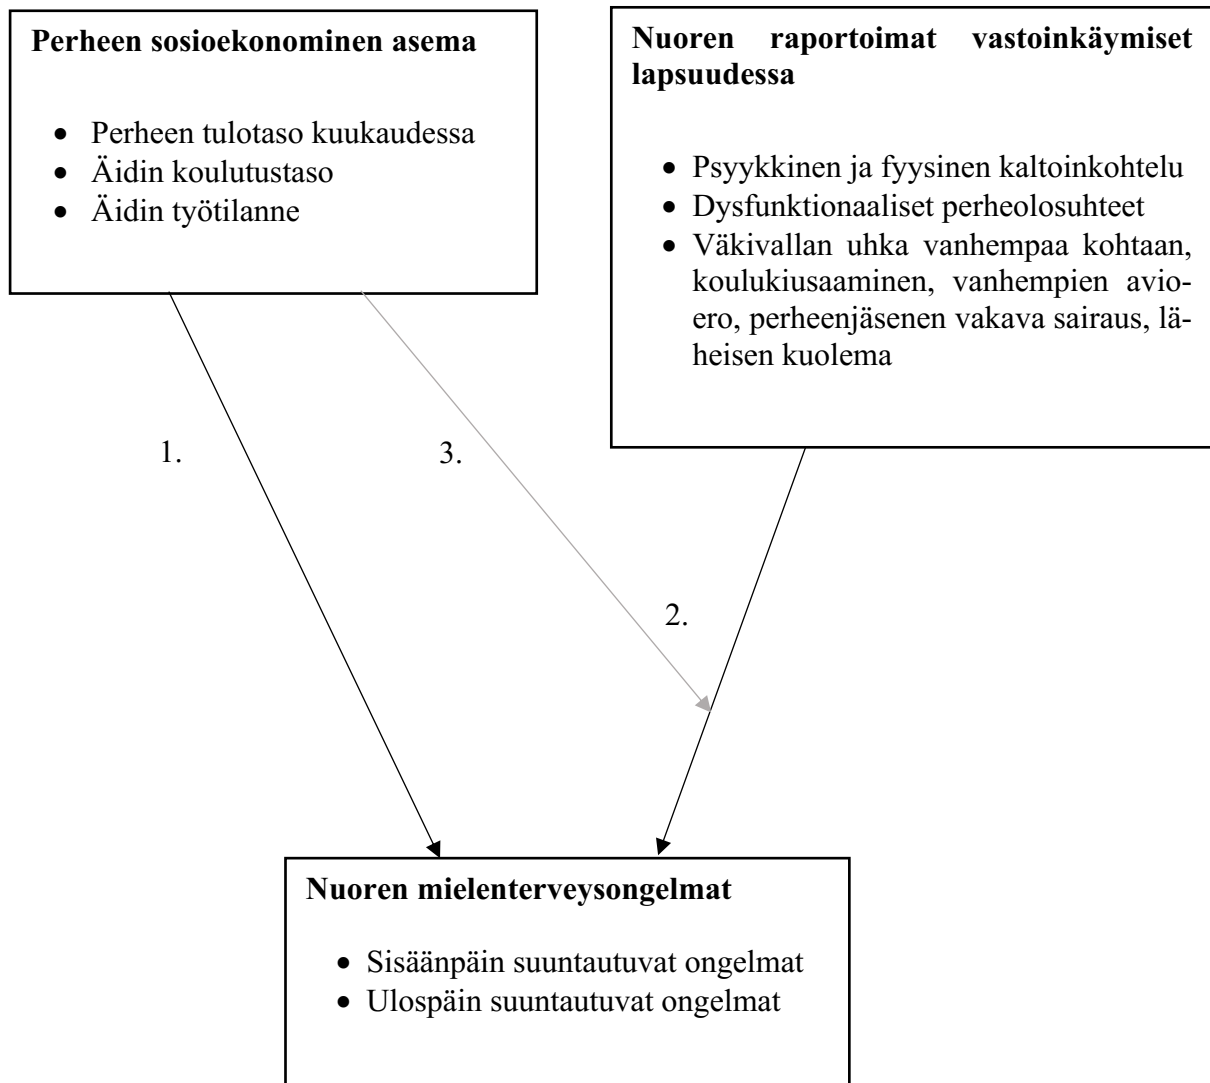 Perheen sosioekonominen asema
• Perheen tulotaso kuukaudessa
• Äidin koulutustaso
• Äidin työtilanne
Nuoren raportoimat vastoinkäymiset
lapsuudessa
• Psyykkinen ja fyysinen kaltoinkohtelu
• Dysfunktionaaliset perheolosuhteet
• Väkivallan uhka vanhempaa kohtaan,
koulukiusaaminen, vanhempien avio-
ero, perheenjäsenen vakava sairaus, lä-
heisen kuolema
1.
3.
2.
Nuoren mielenterveysongelmat
• Sisäänpäin suuntautuvat ongelmat
• Ulospäin suuntautuvat ongelmat